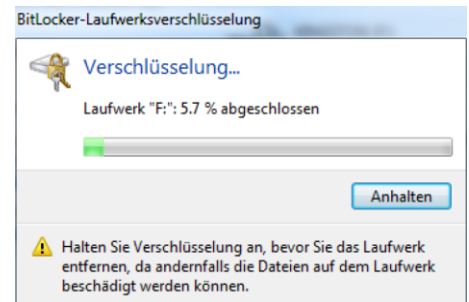 BitLocker-Laufwerksverschlüsselung
Verschlüsselung...
Laufwerk "F:": 5.7 % abgeschlossen
Anhalten
Halten Sie Verschlüsselung an, bevor Sie das Laufwerk
entfernen, da andernfalls die Dateien auf dem Laufwerk
beschädigt werden können.